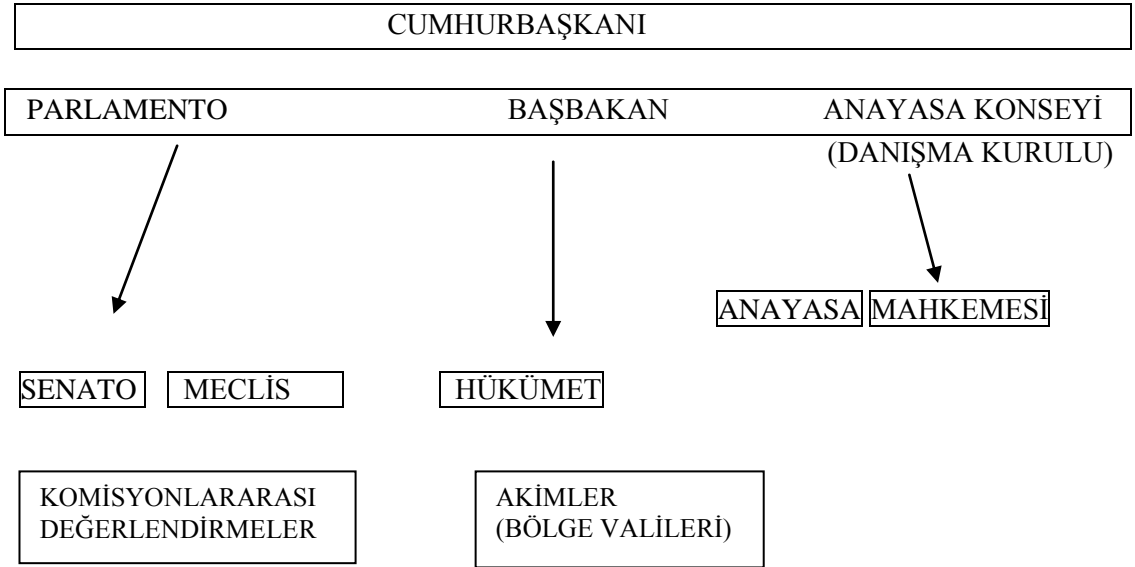 CUMHURBAŞKANI
PARLAMENTO BAŞBAKAN ANAYASA KONSEYİ
(DANIŞMA KURULU)
ANAYASA MAHKEMESİ
SENATO MECLİS HÜKÜMET
KOMİSYONLARARASI
DEĞERLENDİRMELER
AKİMLER
(BÖLGE VALİLERİ)